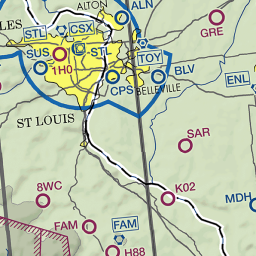 ALTON
ALN
GRE
LES
STL
CSX
SUS
STL
TOY
1H0
CPS
BLV
BELLEVILLE
ENL
ST LOUIS
SAR
8WC
K02
MDH
FAM
FAM
H88